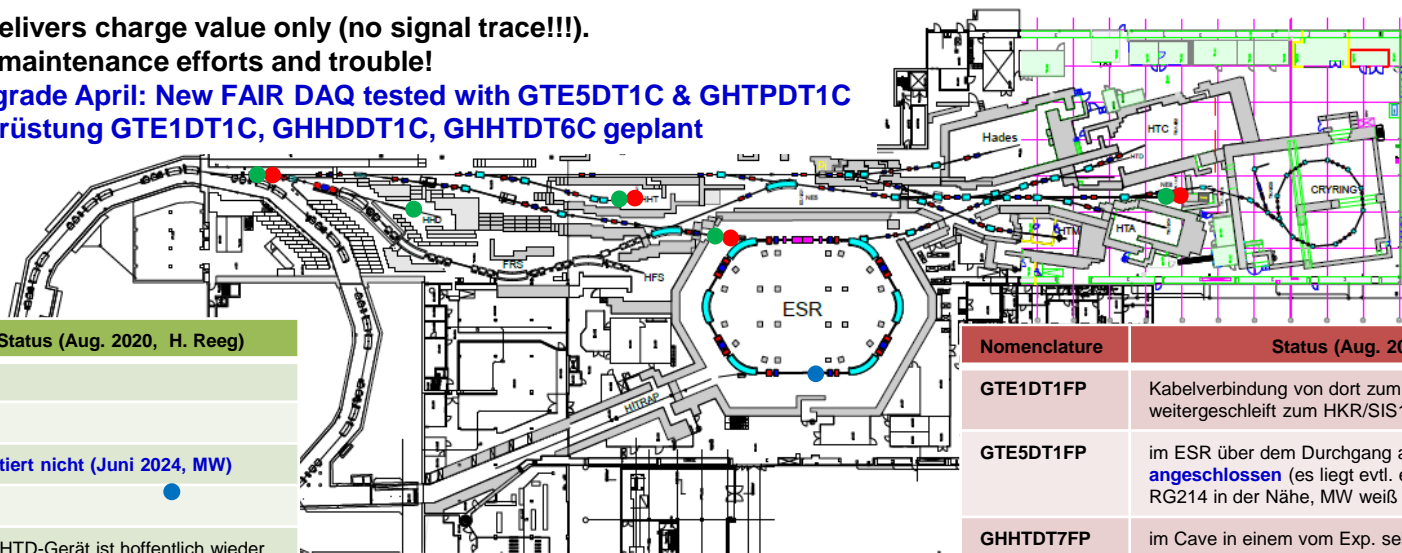 delivers charge value only (no signal trace!!!).
maintenance efforts and trouble!
grade April: New FAIR DAQ tested with GTE5DT1C & GHTPDT1C
rüstung GTE1DT1C, GHHDDT1C, GHHTDT6C geplant
Hades
HTC
HTD
NEB
CRYRING
HHT
NEB
HHD
HTM
HTA
FRS
HFS
ESR
HITRAP
Status (Aug. 2020, H. Reeg)
tiert nicht (Juni 2024, MW)
HTD-Gerät ist hoffentlich wieder
Nomenclature
Status (Aug. 20
GTE1DT1FP
Kabelverbindung von dort zum
weitergeschleift zum HKR/SIS1
GTE5DT1FP
im ESR über dem Durchgang a
angeschlossen (es liegt evtl. e
RG214 in der Nähe, MW weiß
GHHTDT7FP
im Cave in einem vom Exp. se